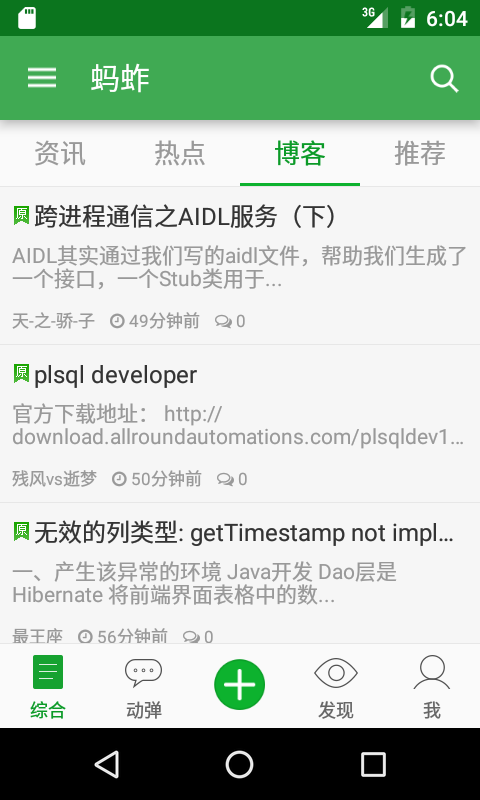 3G 6:04
蚂蚱
资讯 热点 博客 推荐
原 跨进程通信之AIDL服务（下）
AIDL其实通过我们写的aidl文件，帮助我们生成了
一个接口，一个Stub类用于...
天-之-骄-子 49分钟前 0
原 plsql developer
官方下载地址： http://
download.allroundautomations.com/plsqldev1...
残风vs逝梦 50分钟前 0
原 无效的列类型: getTimestamp not impl...
一、产生该异常的环境 Java开发 Dao层是
Hibernate 将前端界面表格中的数...
最王座 56分钟前 0
综合 动弹 发现 我